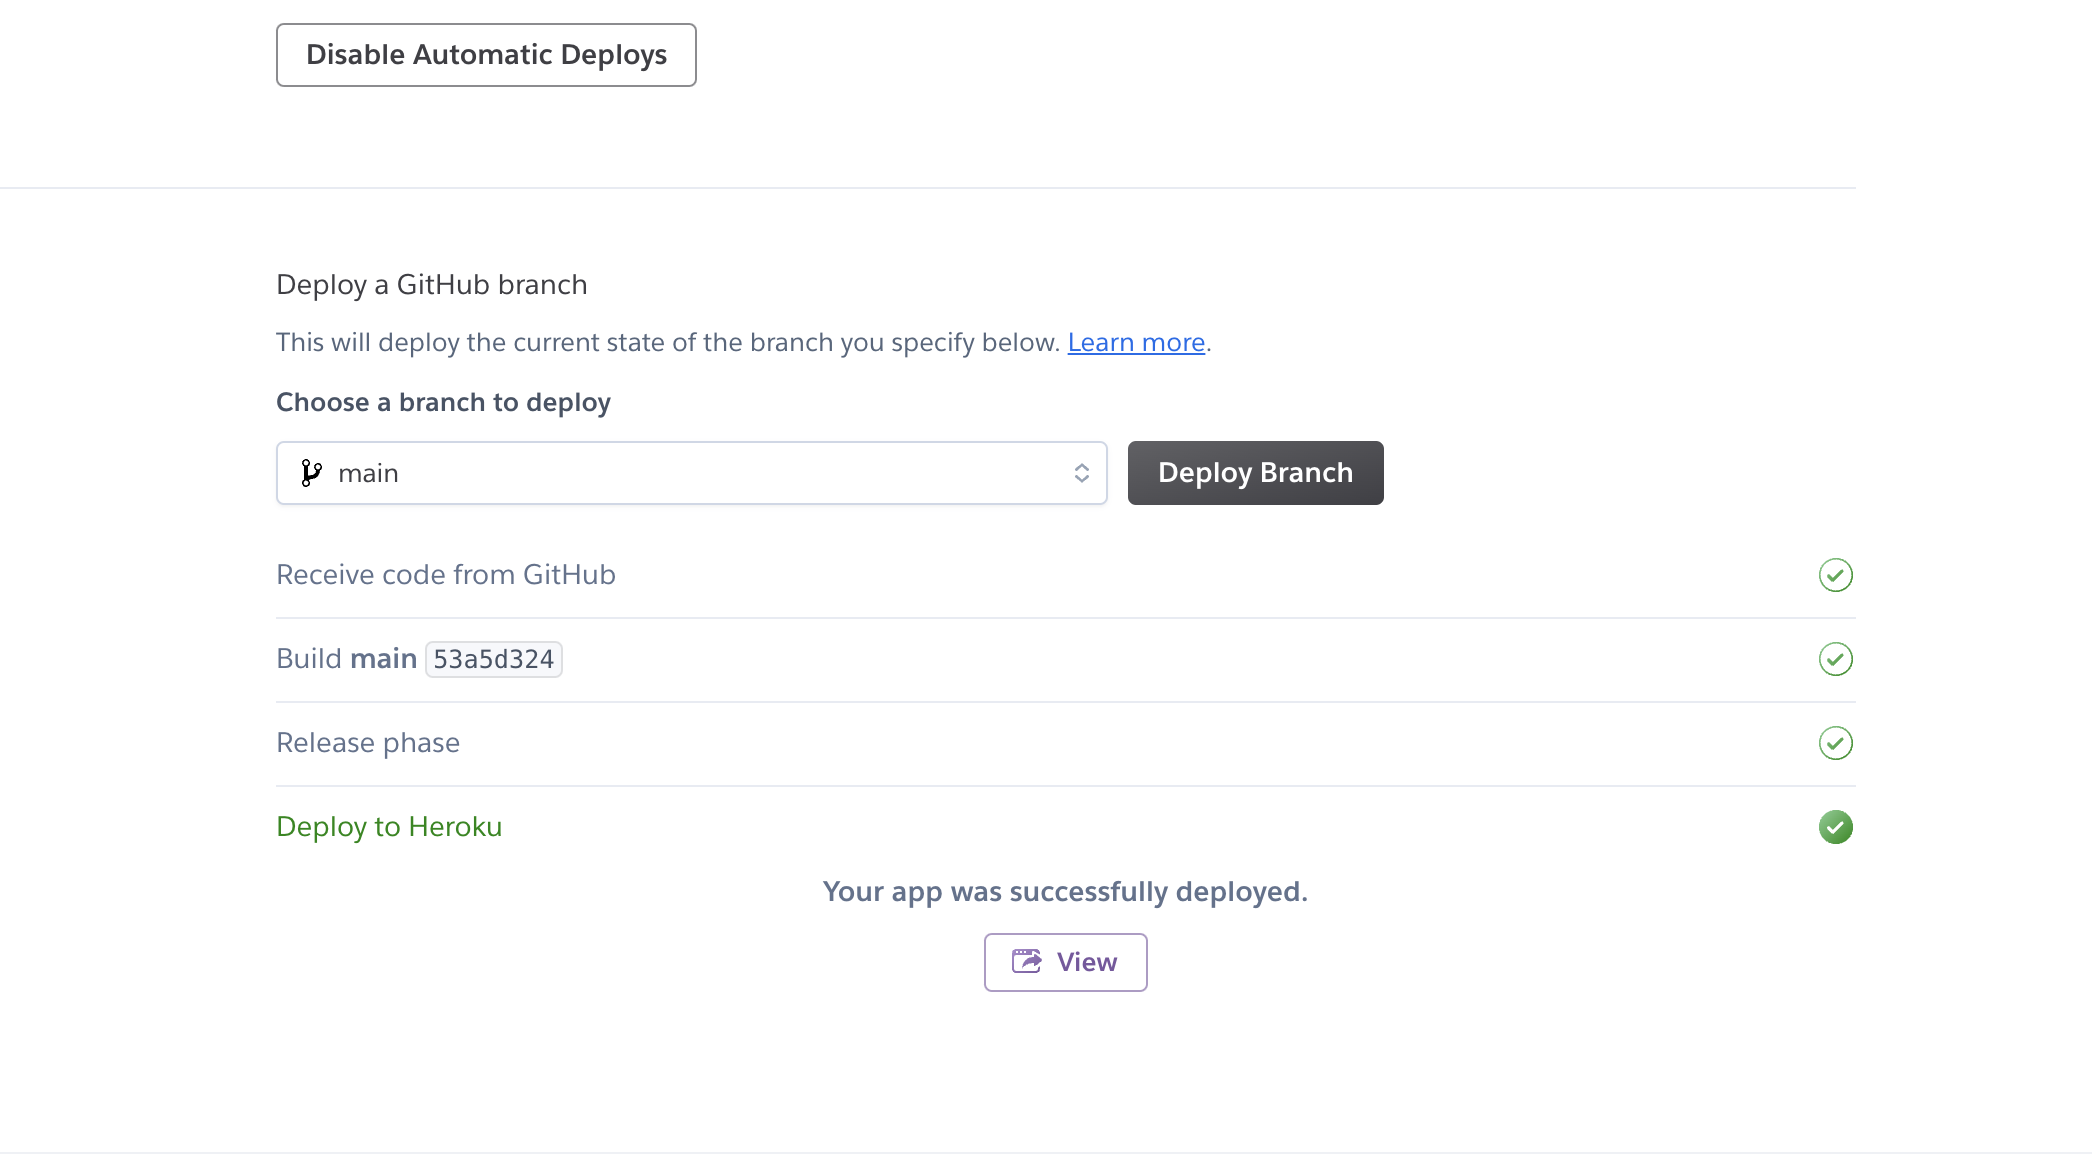 Disable Automatic Deploys
Deploy a GitHub branch
This will deploy the current state of the branch you specify below. Learn more.
Choose a branch to deploy
main
Deploy Branch
Receive code from GitHub
Build main 53a5d324
Release phase
Deploy to Heroku
Your app was successfully deployed.
View